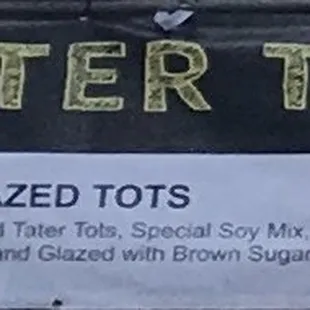 TER T
AZED TOTS
d Tater Tots, Special Soy Mix,
and Glazed with Brown Sugar